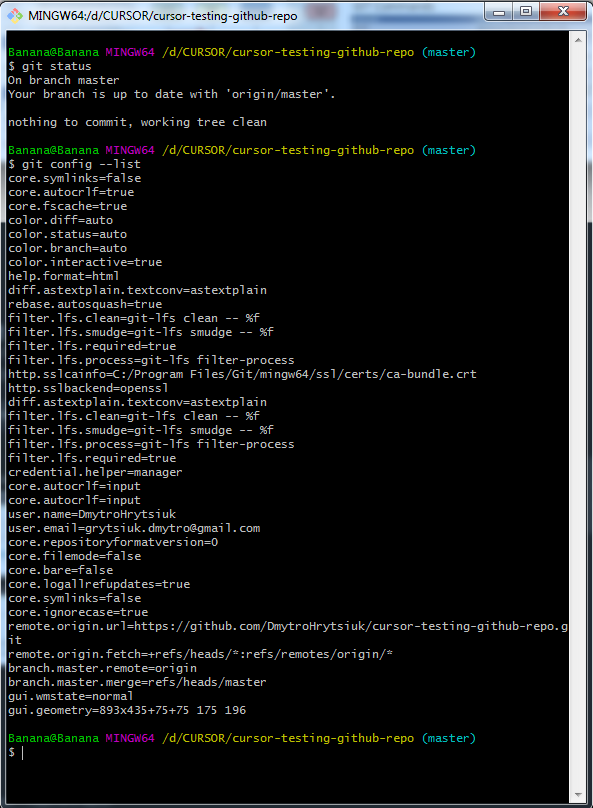 MINGW64:/d/CURSOR/cursor-testing-github-repo
Banana@Banana MINGW64 /d/CURSOR/cursor-testing-github-repo (master)
$ git status
On branch master
Your branch is up to date with 'origin/master'.
nothing to commit, working tree clean
Banana@Banana MINGW64 /d/CURSOR/cursor-testing-github-repo (master)
$ git config --list
core.symlinks=false
core.autocrlf=true
core.fscache=true
color.diff=auto
color.status=auto
color.branch=auto
color.interactive=true
help.format=html
diff.astextplain.textconv=astextplain
rebase.autosquash=true
filter.lfs.clean=git-lfs clean -- %f
filter.lfs.smudge=git-lfs smudge -- %f
filter.lfs.required=true
filter.lfs.process=git-lfs filter-process
http.sslcainfo=C:/Program Files/Git/mingw64/ssl/certs/ca-bundle.crt
http.sslbackend=openssl
diff.astextplain.textconv=astextplain
filter.lfs.clean=git-lfs clean -- %f
filter.lfs.smudge=git-lfs smudge -- %f
filter.lfs.process=git-lfs filter-process
filter.lfs.required=true
credential.helper=manager
core.autocrlf=input
core.autocrlf=input
user.name=DmytroHrytsiuk
user.email=grytsiuk.dmytro@gmail.com
core.repositoryformatversion=0
core.filemode=false
core.bare=false
core.logallrefupdates=true
core.symlinks=false
core.ignorecase=true
remote.origin.url=https://github.com/DmytroHrytsiuk/cursor-testing-github-repo.g
it
remote.origin.fetch=+refs/heads/*:refs/remotes/origin/*
branch.master.remote=origin
branch.master.merge=refs/heads/master
gui.wmstate=normal
gui.geometry=893x435+75+75 175 196
Banana@Banana MINGW64 /d/CURSOR/cursor-testing-github-repo (master)
$